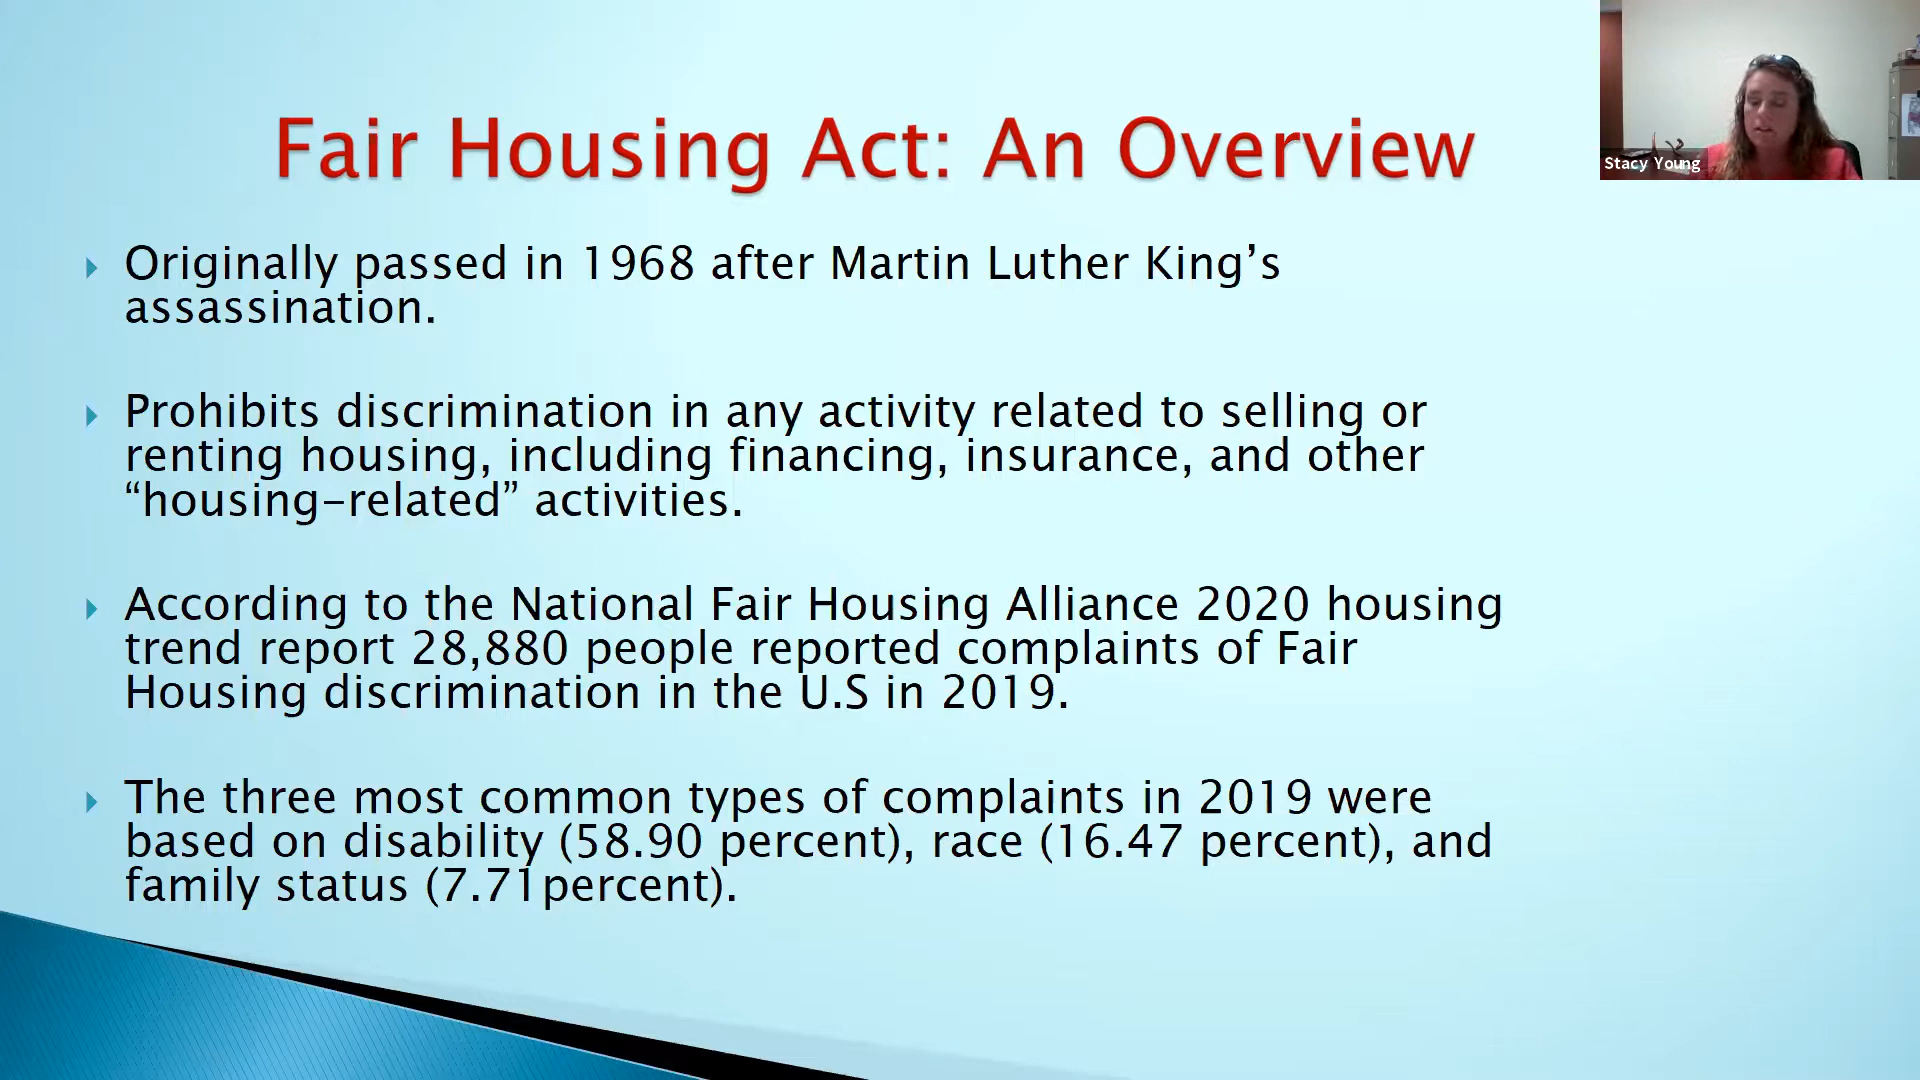 Fair Housing Act: An Overview
Stacy Young
Originally passed in 1968 after Martin Luther King’s
assassination.
Prohibits discrimination in any activity related to selling or
renting housing, including financing, insurance, and other
“housing-related” activities.
According to the National Fair Housing Alliance 2020 housing
trend report 28,880 people reported complaints of Fair
Housing discrimination in the U.S in 2019.
The three most common types of complaints in 2019 were
based on disability (58.90 percent), race (16.47 percent), and
family status (7.71percent).